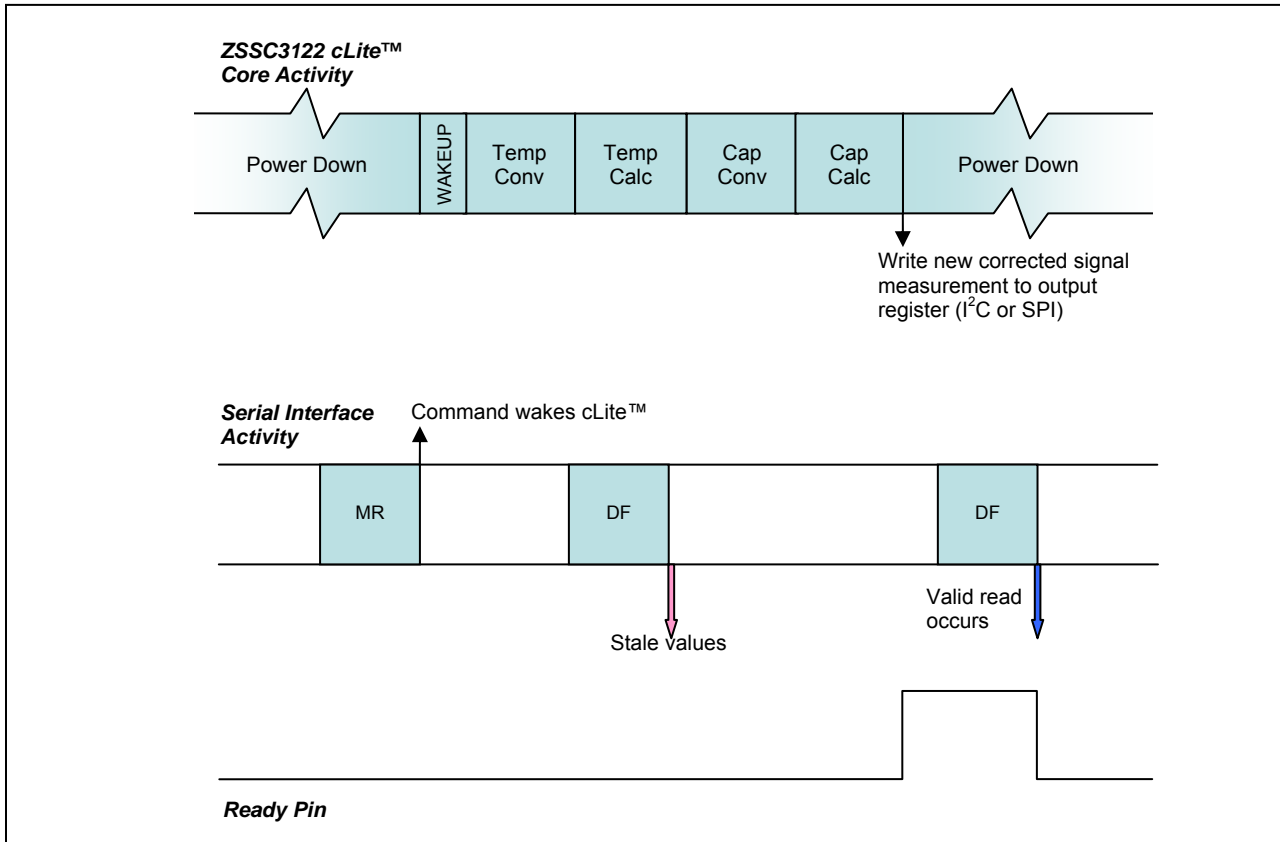 ZSSC3122 cLite™
Core Activity
Power Down
WAKEUP
Temp
Conv
Temp
Calc
Cap
Conv
Cap
Calc
Power Down
Write new corrected signal
measurement to output
register (I²C or SPI)
Serial Interface
Activity
Command wakes cLite™
MR
DF
DF
Stale values
Valid read
occurs
Ready Pin